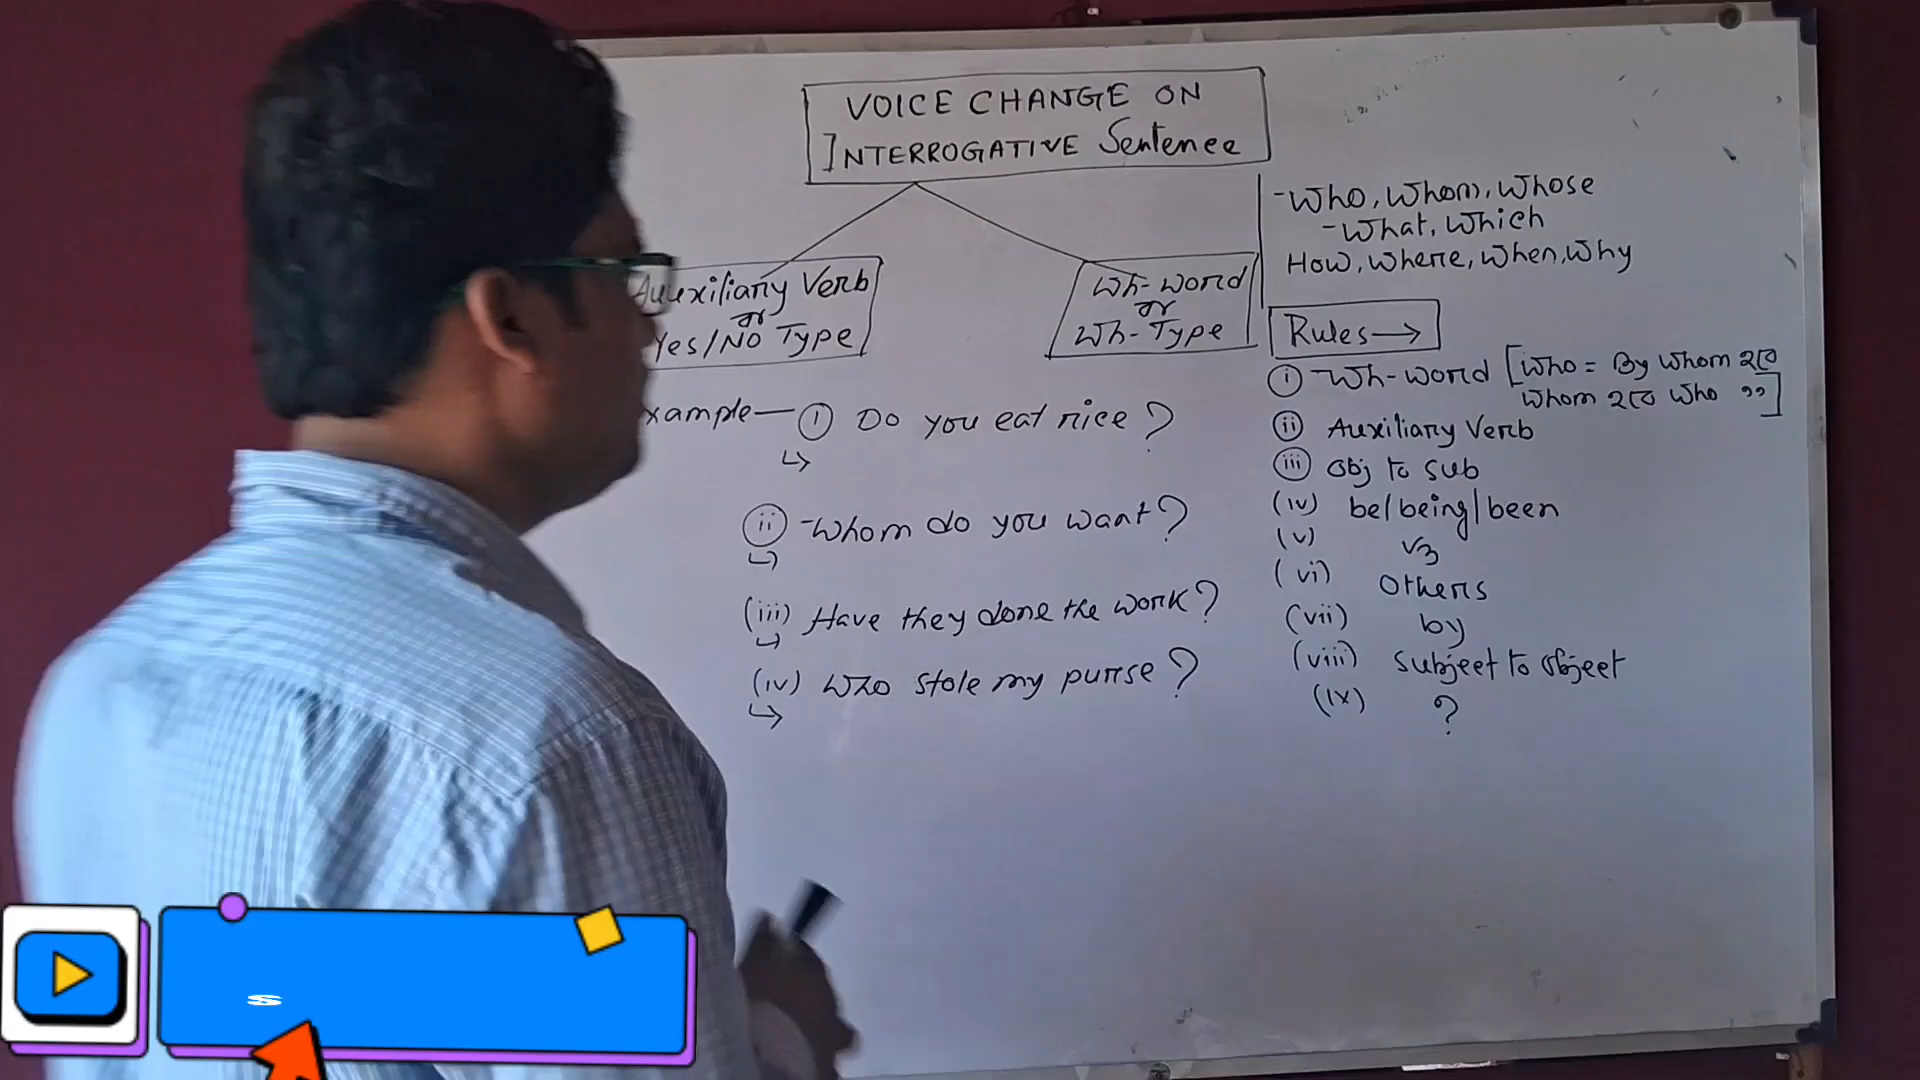 VOICE CHANGE ON
INTERROGATIVE Sentence
-Who, Whom, Whose
-What, Which
How, Where, When, Why
Auxiliary Verb
or
Yes/No Type
Wh-word
or
Wh-Type
Rules→
(i) Wh-word [Who = By whom হবে
Whom হবে Who ”]
(ii) Auxiliary Verb
(iii) Obj to sub
(iv) be/being/been
(v) V3
(vi) Others
(vii) by
(viii) Subject to Object
(ix) ?
xample— (i) Do you eat rice?
(ii) Whom do you want?
(iii) Have they done the work?
(iv) Who stole my purse?
S